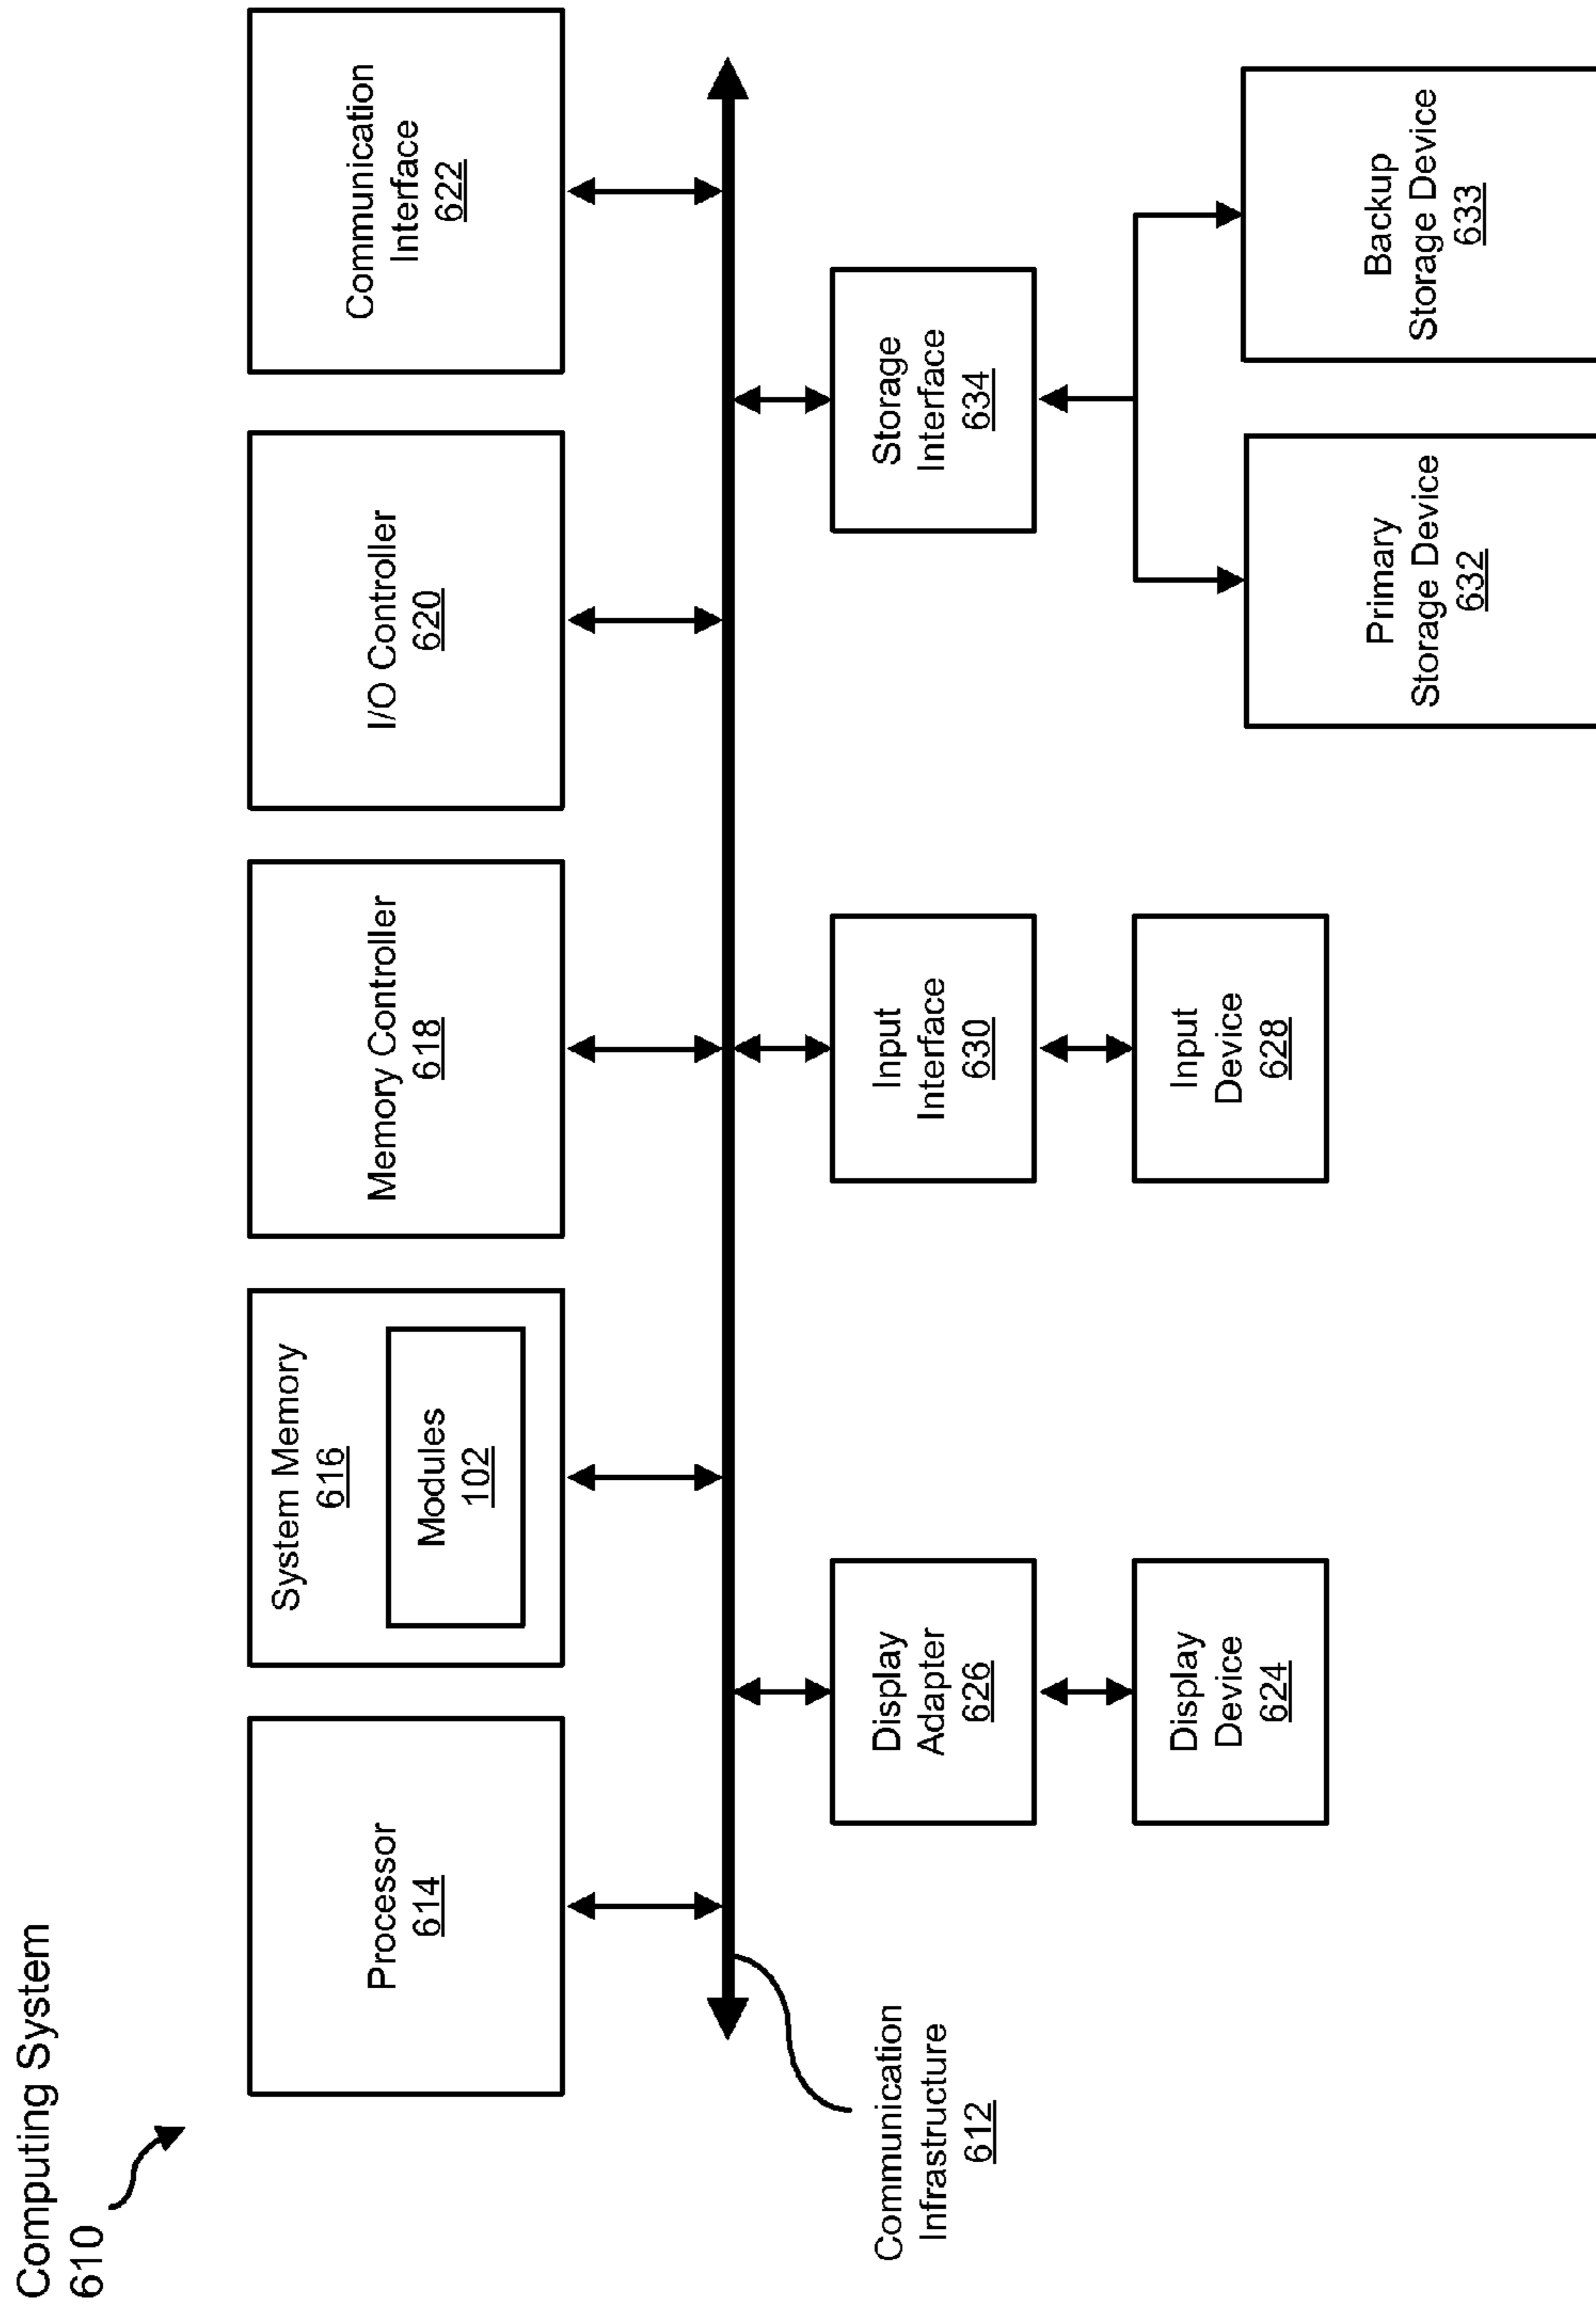 Computing System
610
Processor
614
System Memory
616
Modules
102
Memory Controller
618
I/O Controller
620
Communication
Interface
622
Communication
Infrastructure
612
Display
Adapter
626
Input
Interface
630
Storage
Interface
634
Display
Device
624
Input
Device
628
Primary
Storage Device
632
Backup
Storage Device
633